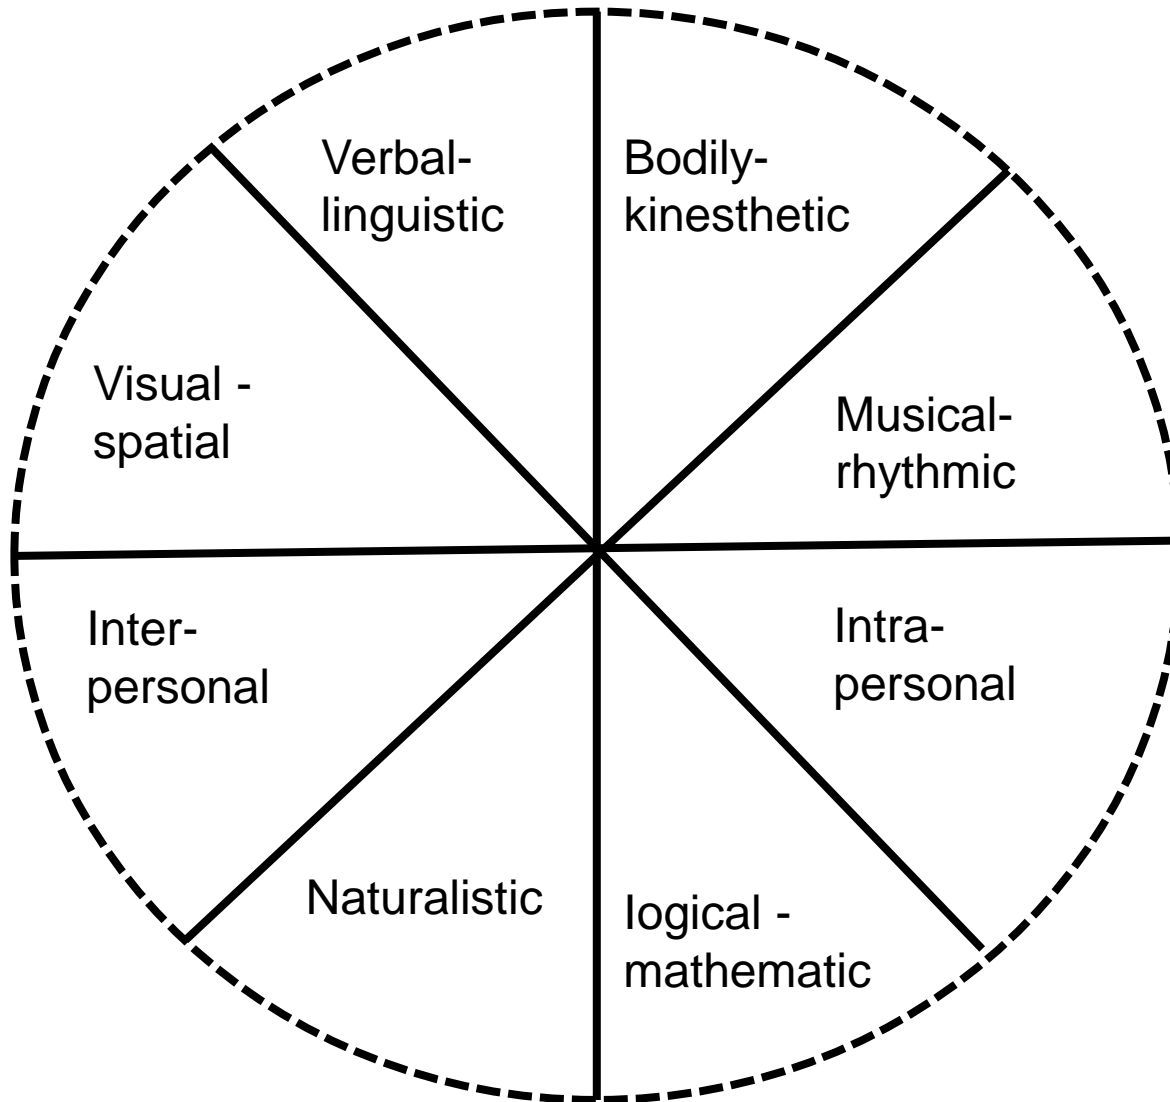 Verbal-
linguistic
Bodily-
kinesthetic
Visual -
spatial
Musical-
rhythmic
Inter-
personal
Intra-
personal
Naturalistic
logical -
mathematic